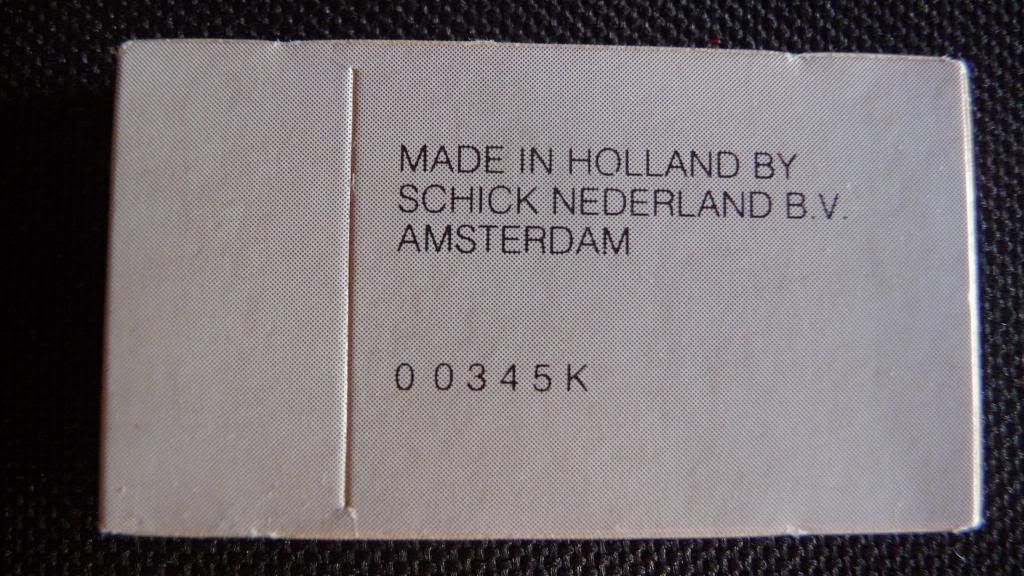 MADE IN HOLLAND BY
SCHICK NEDERLAND B.V.
AMSTERDAM
0 0 3 4 5 K